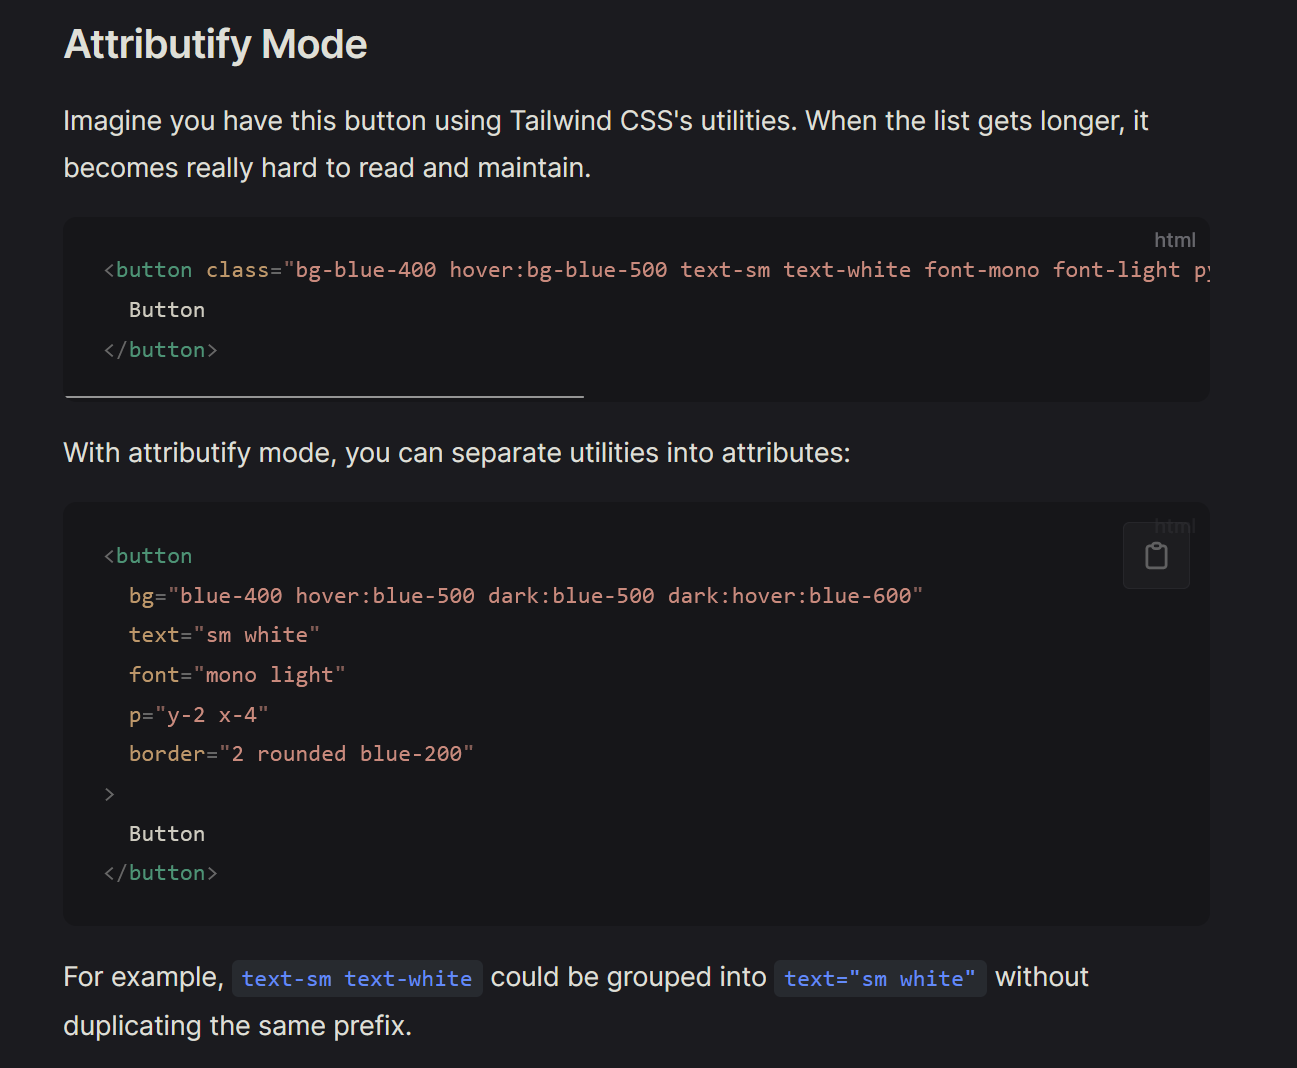 Attributify Mode
Imagine you have this button using Tailwind CSS's utilities. When the list gets longer, it
becomes really hard to read and maintain.
html
<button class="bg-blue-400 hover:bg-blue-500 text-sm text-white font-mono font-light py
  Button
</button>
With attributify mode, you can separate utilities into attributes:
html
<button
  bg="blue-400 hover:blue-500 dark:blue-500 dark:hover:blue-600"
  text="sm white"
  font="mono light"
  p="y-2 x-4"
  border="2 rounded blue-200"
>
  Button
</button>
For example, text-sm text-white could be grouped into text="sm white" without
duplicating the same prefix.